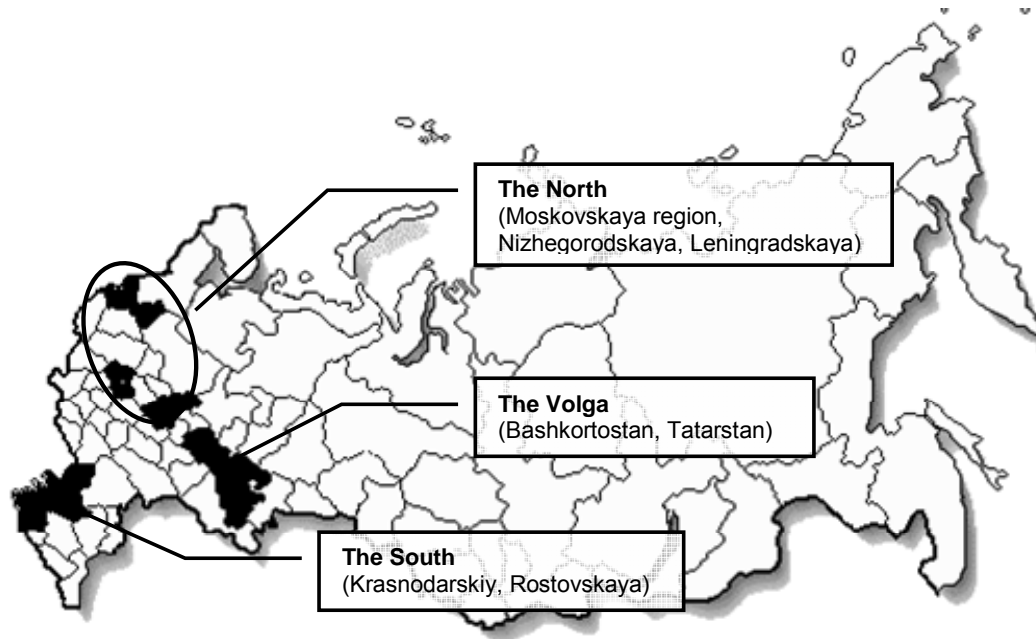 The North
(Moskovskaya region,
Nizhegorodskaya, Leningradskaya)
The Volga
(Bashkortostan, Tatarstan)
The South
(Krasnodarskiy, Rostovskaya)